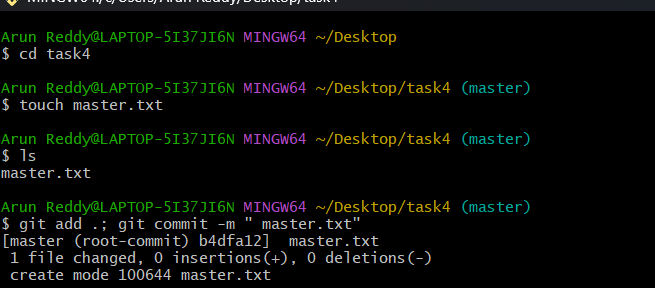 Arun Reddy@LAPTOP-5I37JI6N MINGW64 ~/Desktop
$ cd task4
Arun Reddy@LAPTOP-5I37JI6N MINGW64 ~/Desktop/task4 (master)
$ touch master.txt
Arun Reddy@LAPTOP-5I37JI6N MINGW64 ~/Desktop/task4 (master)
$ ls
master.txt
Arun Reddy@LAPTOP-5I37JI6N MINGW64 ~/Desktop/task4 (master)
$ git add .; git commit -m " master.txt"
[master (root-commit) b4dfa12]  master.txt
 1 file changed, 0 insertions(+), 0 deletions(-)
 create mode 100644 master.txt